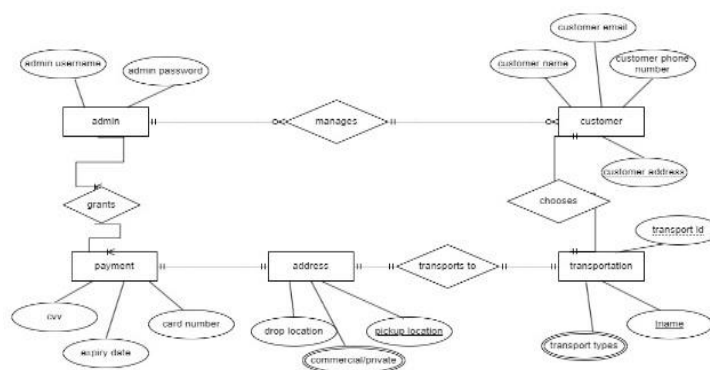 customer email
admin username
admin password
customer name
customer phone
number
admin
manages
customer
customer address
grants
chooses
transport id
payment
address
transports to
transportation
cvv
card number
drop location
pickup location
tname
expiry date
commercial/private
transport types